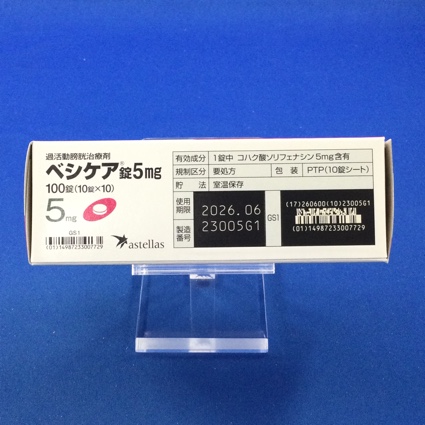 過活動膀胱治療剤
ベシケア®錠5mg
100錠(10錠×10)
5mg
GS1
(01)14987233007729
astellas
有効成分 1錠中 コハク酸ソリフェナシン5mg含有
規制区分 要処方 包装 PTP(10錠シート)
貯法 室温保存
使用期限 2026.06
製造番号 23005G1
GS1
(17)260600(10)23005G1
(01)14987233007729